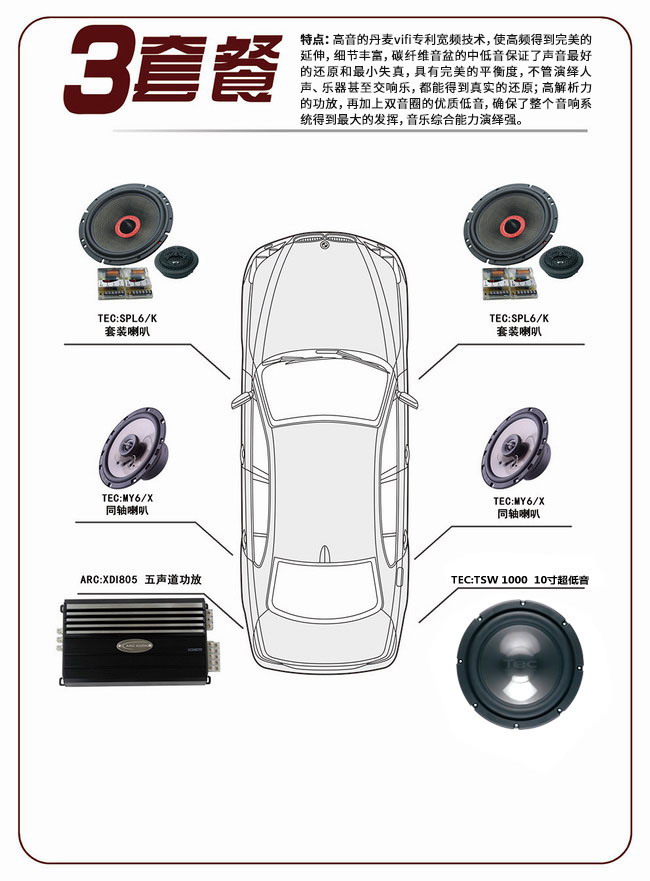 3套餐
特点：高音的丹麦vifi专利宽频技术，使高频得到完美的
延伸，细节丰富，碳纤维音盆的中低音保证了声音最好
的还原和最小失真，具有完美的平衡度，不管演绎人
声、乐器甚至交响乐，都能得到真实的还原；高解析力
的功放，再加上双音圈的优质低音，确保了整个音响系
统得到最大的发挥，音乐综合能力演绎强。
TEC:SPL6/K
套装喇叭
TEC:SPL6/K
套装喇叭
TEC:MY6/X
同轴喇叭
TEC:MY6/X
同轴喇叭
ARC:XDI805 五声道功放
TEC:TSW 1000 10寸超低音
ARC AUDIO
TEC